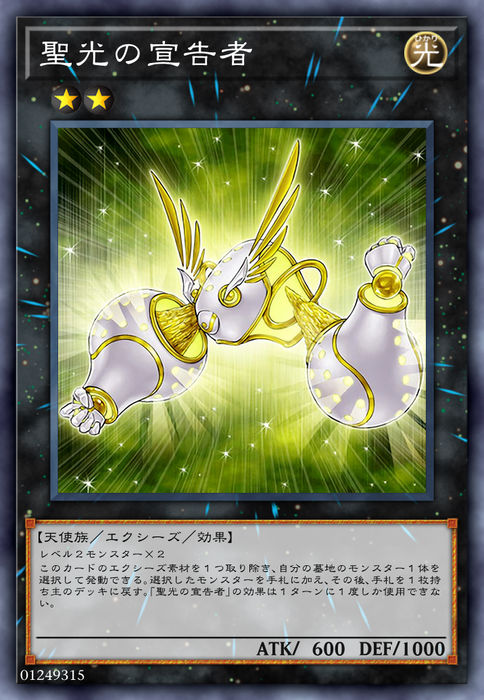 聖光の宣告者
ひかり
光
【天使族／エクシーズ／効果】
レベル２モンスター×２
このカードのエクシーズ素材を１つ取り除き、自分の墓地のモンスター１体を
選択して発動できる。選択したモンスターを手札に加え、その後、手札を１枚持
ち主のデッキに戻す。「聖光の宣告者」の効果は１ターンに１度しか使用できな
い。
ATK/ 600 DEF/1000
01249315